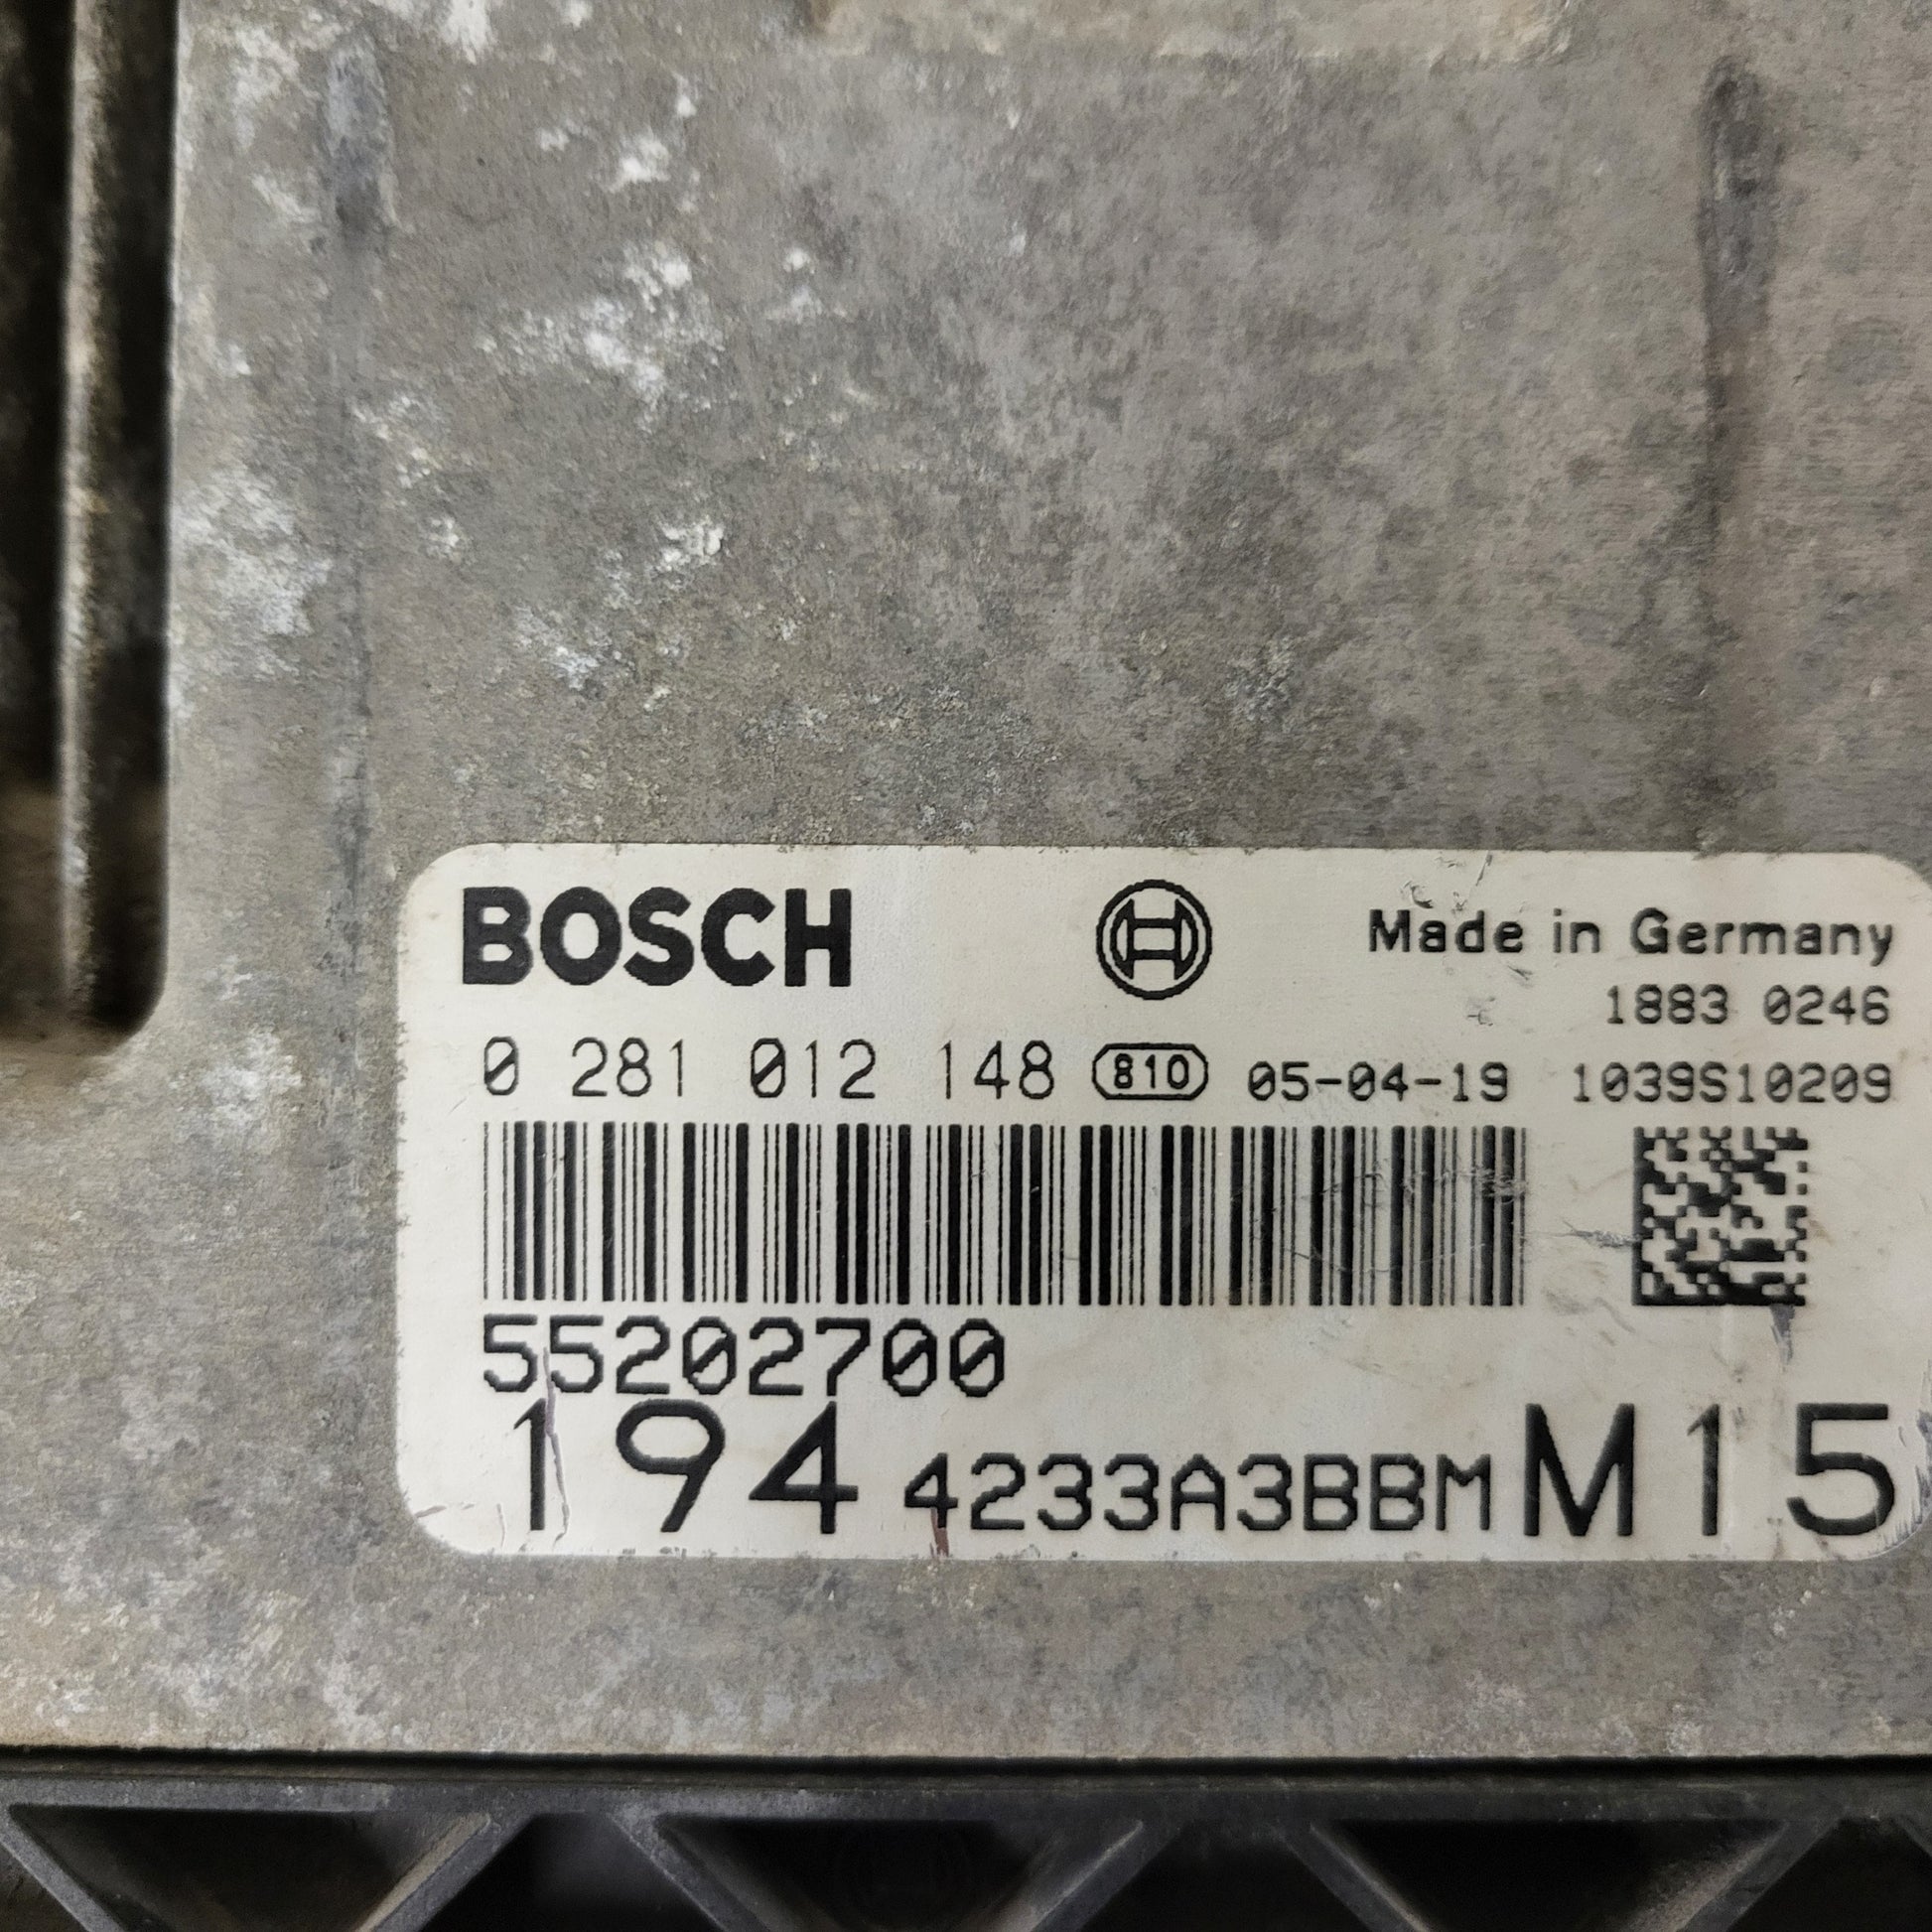 BOSCH
Made in Germany
1883 0246
0 281 012 148 810 05-04-19 1039S10209
55202700
194 4233A3BBM M15